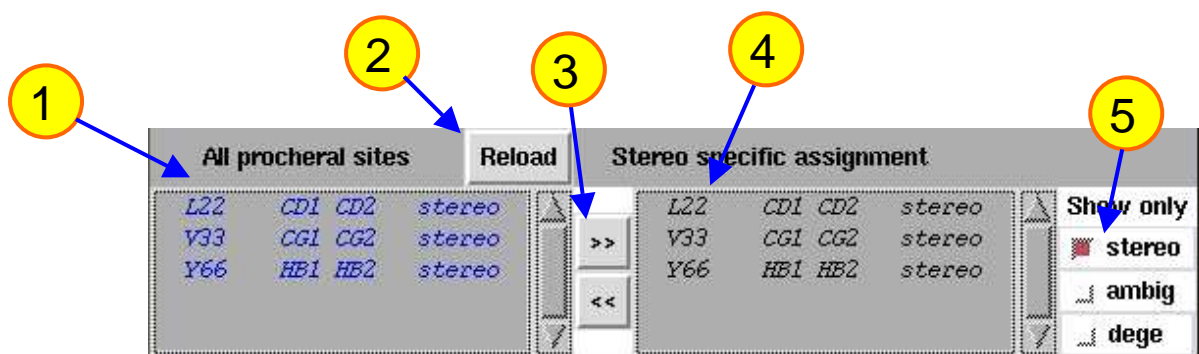 1
2
3
4
5
All procheral sites
Reload
Stereo specific assignment
L22 CD1 CD2 stereo
V33 CG1 CG2 stereo
Y66 HB1 HB2 stereo
>>
<<
L22 CD1 CD2 stereo
V33 CG1 CG2 stereo
Y66 HB1 HB2 stereo
Show only
stereo
ambig
dege